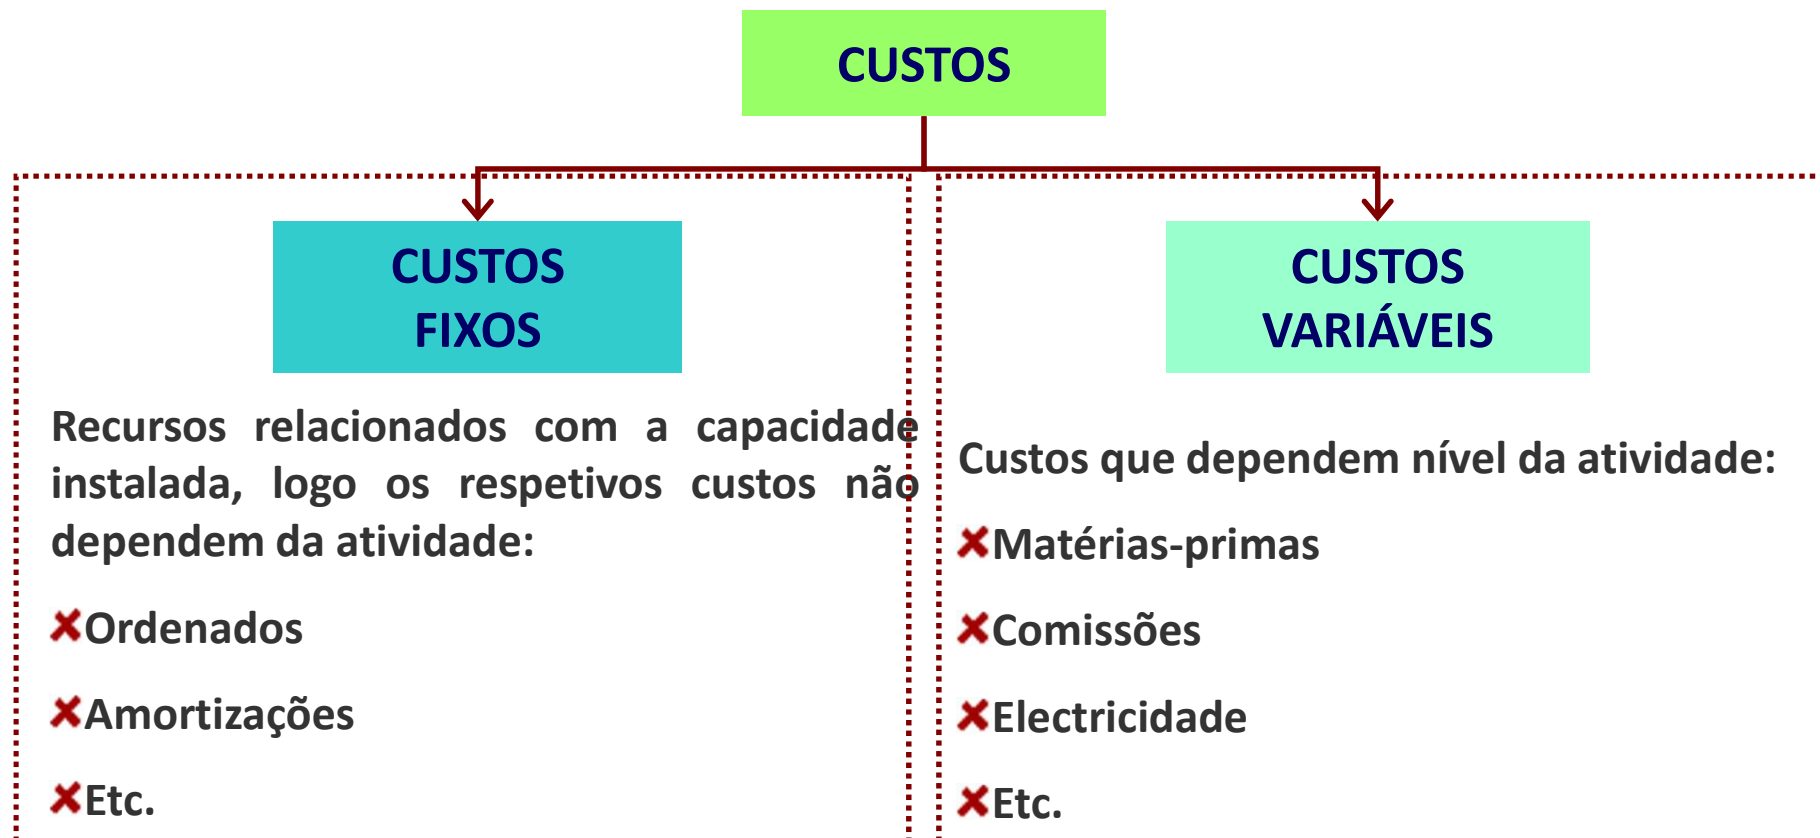 CUSTOS
CUSTOS
FIXOS
Recursos relacionados com a capacidade
instalada, logo os respetivos custos não
dependem da atividade:
Ordenados
Amortizações
Etc.
CUSTOS
VARIÁVEIS
Custos que dependem nível da atividade:
Matérias-primas
Comissões
Electricidade
Etc.